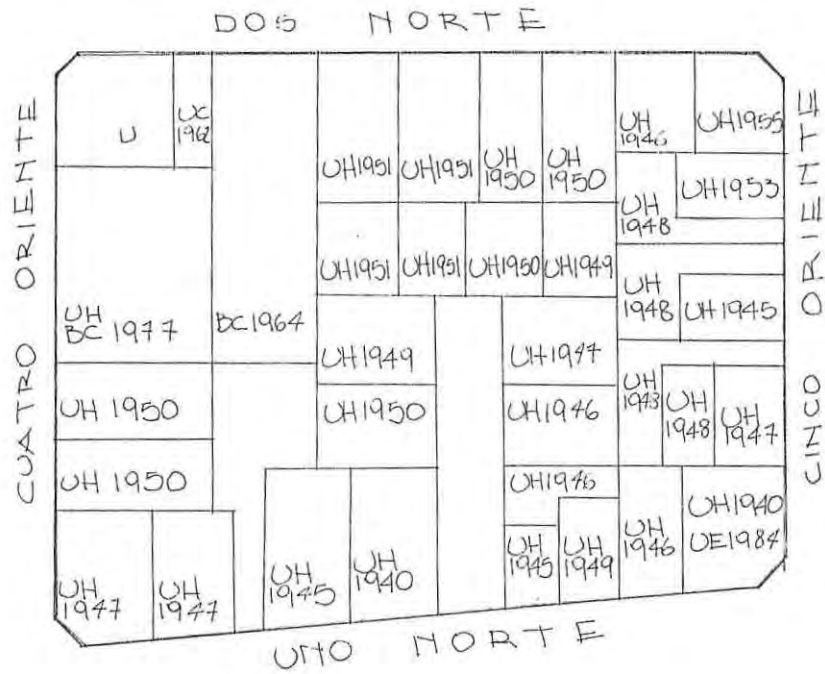 DOS NORTE
CUATRO ORIENTE
CINCO ORIENTE
U
UC
1962
UH1951
UH1951
UH
1950
UH
1950
UH
1946
UH1955
UH
1948
UH1953
UH1951
UH1951
UH1950
UH1949
UH
BC 1977
BC1964
UH
1948
UH1945
UH1949
UH1947
UH 1950
UH1950
UH1946
UH
1943
UH
1948
UH
1947
UH 1950
UH1946
UH1940
UE1984
UH
1947
UH
1947
UH
1945
UH
1940
UH
1945
UH
1949
UH
1946
UNO NORTE